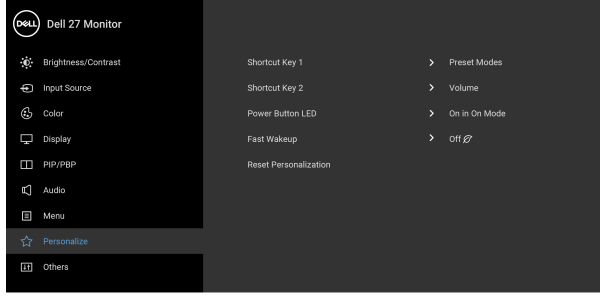 DELL Dell 27 Monitor
Brightness/Contrast Shortcut Key 1 Preset Modes
Input Source Shortcut Key 2 Volume
Color Power Button LED On in On Mode
Display Fast Wakeup Off
PIP/PBP Reset Personalization
Audio
Menu
Personalize
Others